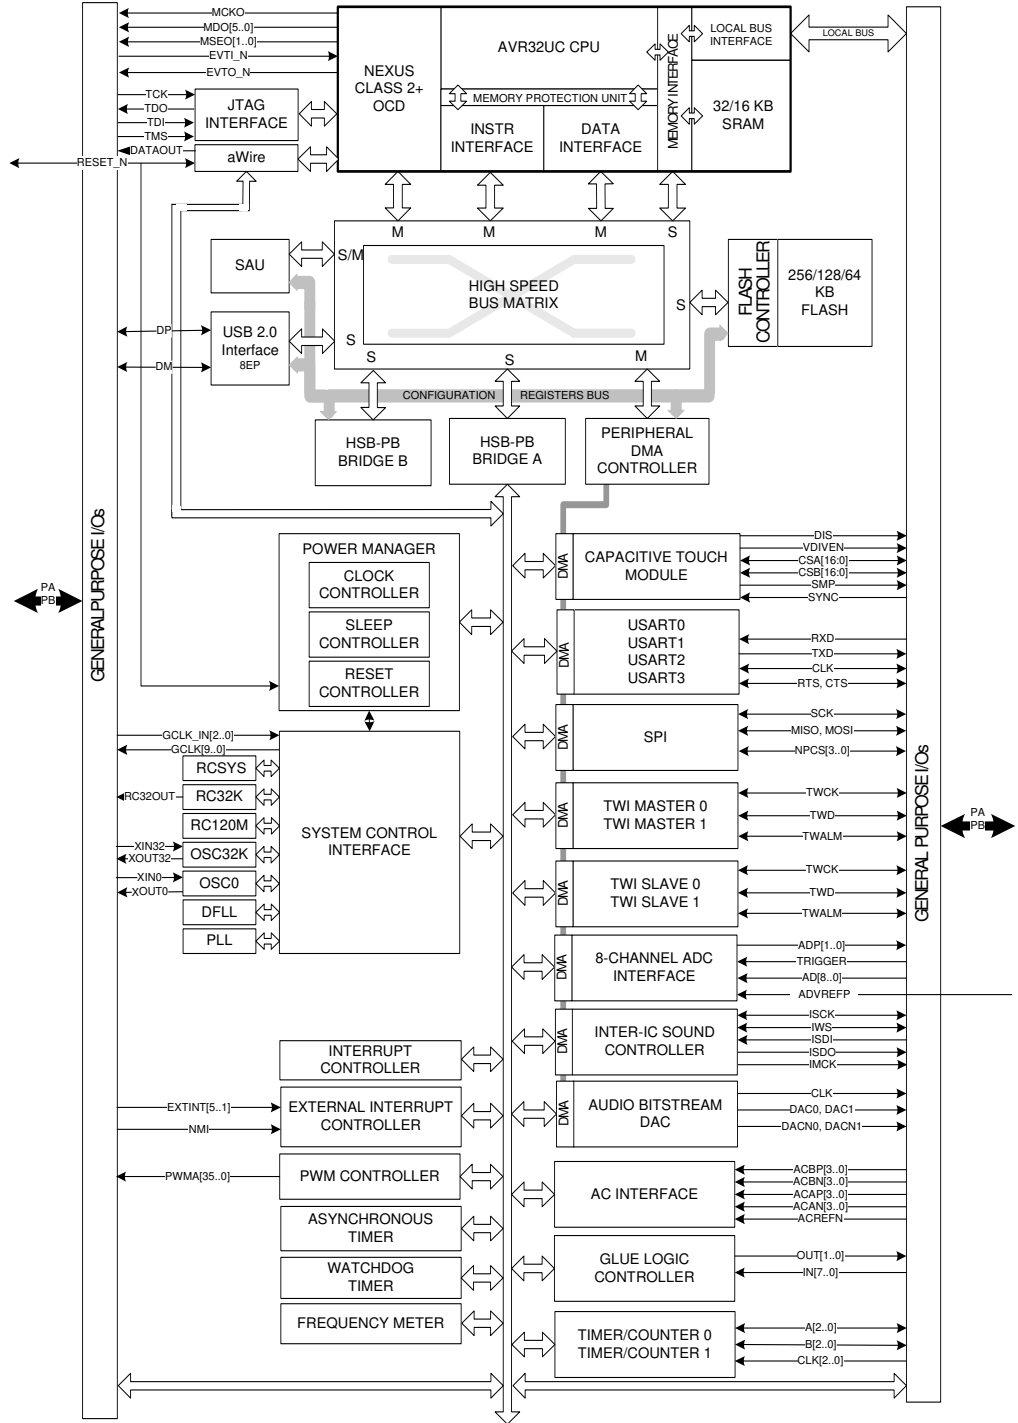 MCKO
MDO[5..0]
MSEO[1..0]
EVTI_N
EVTO_N
TCK
TDO
TDI
TMS
DATAOUT
RESET_N
JTAG
INTERFACE
aWire
NEXUS
CLASS 2+
OCD
AVR32UC CPU
MEMORY PROTECTION UNIT
INSTR
INTERFACE
DATA
INTERFACE
MEMORY INTERFACE
LOCAL BUS
INTERFACE
32/16 KB
SRAM
LOCAL BUS
M
M
M
S
S/M
SAU
HIGH SPEED
BUS MATRIX
S
FLASH
CONTROLLER
256/128/64
KB
FLASH
DP
DM
USB 2.0
Interface
8EP
S
S
S
M
CONFIGURATION
REGISTERS BUS
HSB-PB
BRIDGE B
HSB-PB
BRIDGE A
PERIPHERAL
DMA
CONTROLLER
GENERALPURPOSE I/Os
PA
PB
POWER MANAGER
CLOCK
CONTROLLER
SLEEP
CONTROLLER
RESET
CONTROLLER
GCLK_IN[2..0]
GCLK[9..0]
RCSYS
RC32OUT
RC32K
RC120M
XIN32
XOUT32
OSC32K
XIN0
XOUT0
OSC0
DFLL
PLL
SYSTEM CONTROL
INTERFACE
INTERRUPT
CONTROLLER
EXTINT[5..1]
NMI
EXTERNAL INTERRUPT
CONTROLLER
PWMA[35..0]
PWM CONTROLLER
ASYNCHRONOUS
TIMER
WATCHDOG
TIMER
FREQUENCY METER
DMA
CAPACITIVE TOUCH
MODULE
DIS
VDIVEN
CSA[16:0]
CSB[16:0]
SMP
SYNC
DMA
USART0
USART1
USART2
USART3
RXD
TXD
CLK
RTS, CTS
DMA
SPI
SCK
MISO, MOSI
NPCS[3..0]
DMA
TWI MASTER 0
TWI MASTER 1
TWCK
TWD
TWALM
DMA
TWI SLAVE 0
TWI SLAVE 1
TWCK
TWD
TWALM
DMA
8-CHANNEL ADC
INTERFACE
ADP[1..0]
TRIGGER
AD[8..0]
ADVREFP
DMA
INTER-IC SOUND
CONTROLLER
ISCK
IWS
ISDI
ISDO
IMCK
DMA
AUDIO BITSTREAM
DAC
CLK
DAC0, DAC1
DACN0, DACN1
AC INTERFACE
ACBP[3..0]
ACBN[3..0]
ACAP[3..0]
ACAN[3..0]
ACREFN
GLUE LOGIC
CONTROLLER
OUT[1..0]
IN[7..0]
TIMER/COUNTER 0
TIMER/COUNTER 1
A[2..0]
B[2..0]
CLK[2..0]
GENERAL PURPOSE I/Os
PA
PB